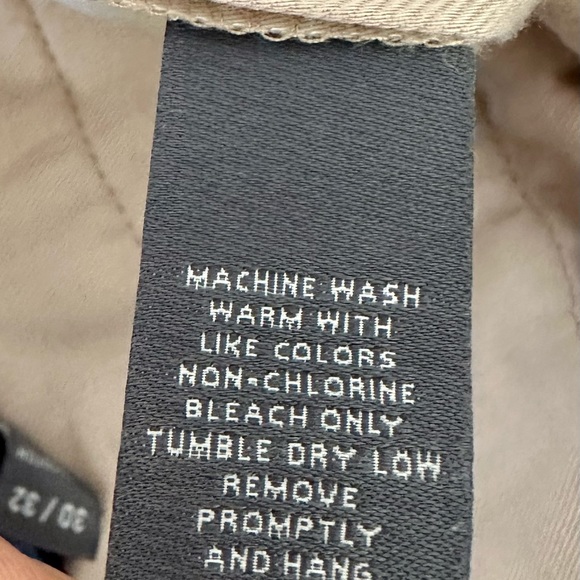 MACHINE WASH
WARM WITH
LIKE COLORS
NON-CHLORINE
BLEACH ONLY
TUMBLE DRY LOW
REMOVE
PROMPTLY
AND HANG
30/32